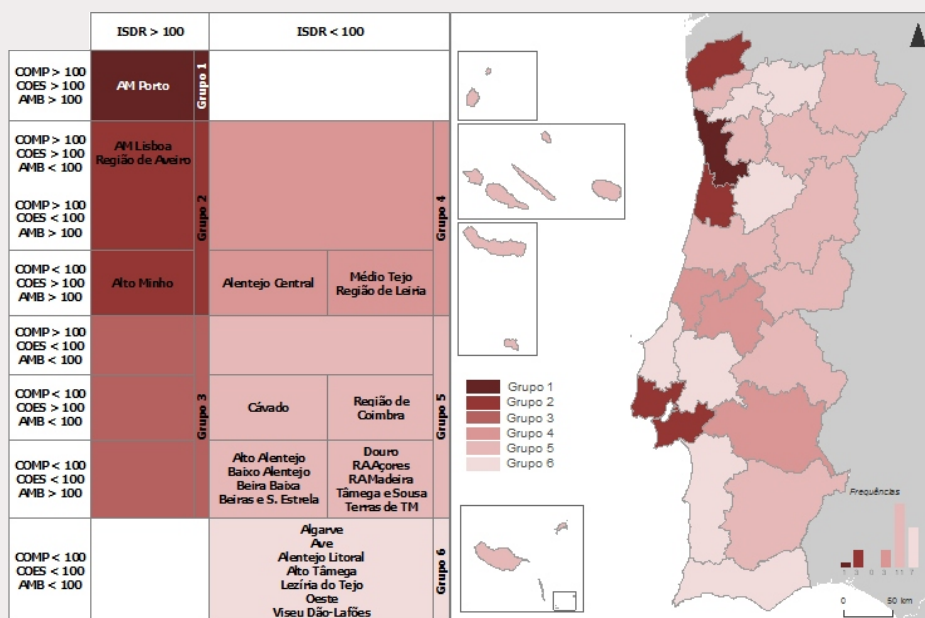 ISDR > 100
ISDR < 100
COMP > 100
COES > 100
AMB > 100
AM Porto
Grupo 1
COMP > 100
COES > 100
AMB < 100
AM Lisboa
Região de Aveiro
COMP > 100
COES < 100
AMB > 100
Grupo 2
Grupo 4
COMP < 100
COES > 100
AMB > 100
Alto Minho
Alentejo Central
Médio Tejo
Região de Leiria
COMP > 100
COES < 100
AMB < 100
COMP < 100
COES > 100
AMB < 100
Grupo 3
Cávado
Região de
Coimbra
Grupo 5
COMP < 100
COES < 100
AMB > 100
Alto Alentejo
Baixo Alentejo
Beira Baixa
Beiras e S. Estrela
Douro
RAAçores
RAMadeira
Tâmega e Sousa
Terras de TM
COMP < 100
COES < 100
AMB < 100
Algarve
Ave
Alentejo Litoral
Alto Tâmega
Lezíria do Tejo
Oeste
Viseu Dão-Lafões
Grupo 6
Grupo 1
Grupo 2
Grupo 3
Grupo 4
Grupo 5
Grupo 6
Frequências
1 3 0 3 11 7
0 50 km